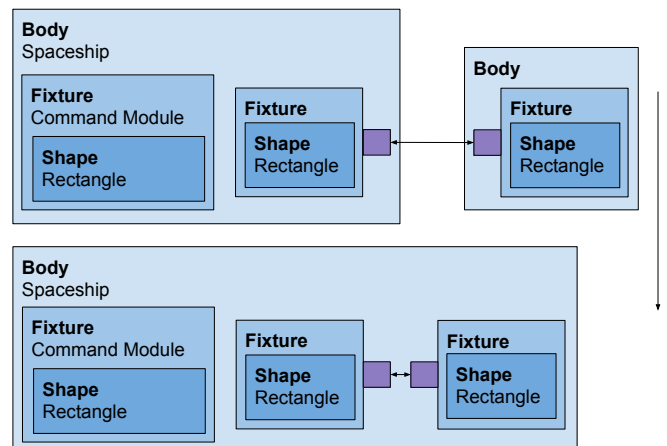 Body
Spaceship
Fixture
Command Module
Shape
Rectangle
Fixture
Shape
Rectangle
Body
Fixture
Shape
Rectangle
Body
Spaceship
Fixture
Command Module
Shape
Rectangle
Fixture
Shape
Rectangle
Fixture
Shape
Rectangle